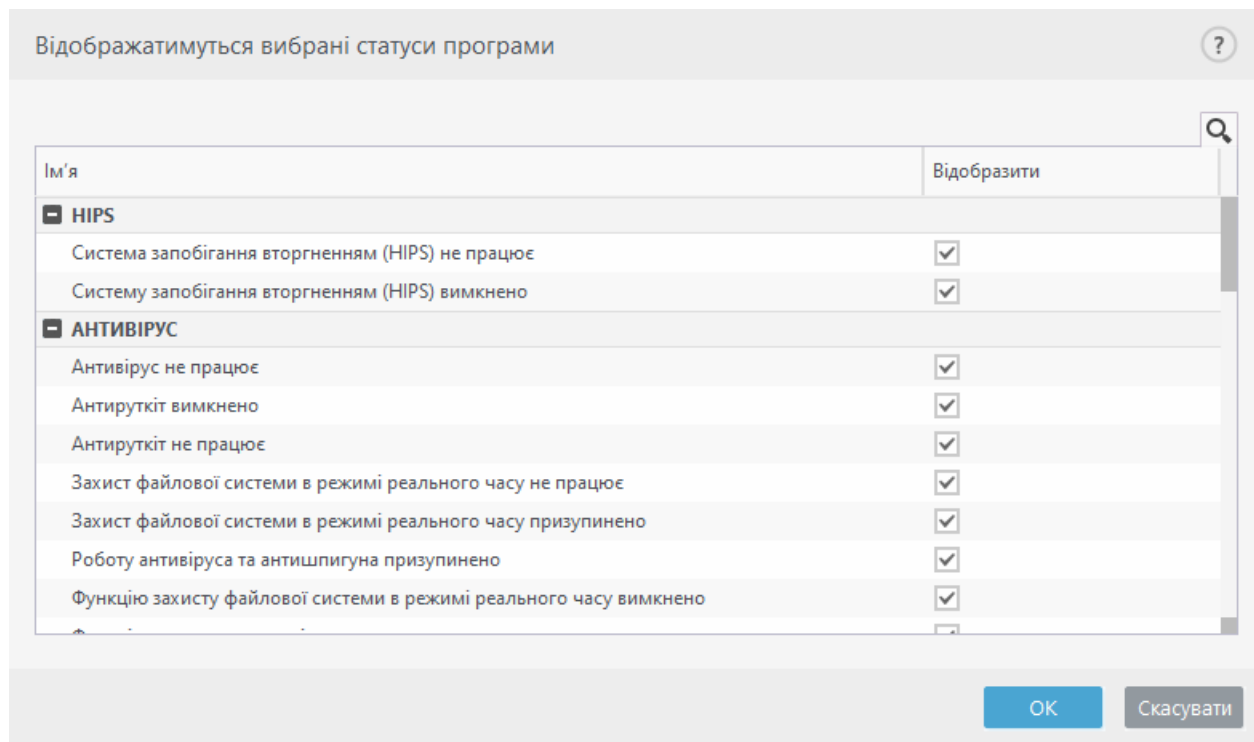 Відображатимуться вибрані статуси програми ?
Ім'я Відобразити
HIPS
Система запобігання вторгненням (HIPS) не працює
Систему запобігання вторгненням (HIPS) вимкнено
АНТИВІРУС
Антивірус не працює
Антируткіт вимкнено
Антируткіт не працює
Захист файлової системи в режимі реального часу не працює
Захист файлової системи в режимі реального часу призупинено
Роботу антивіруса та антишпигуна призупинено
Функцію захисту файлової системи в режимі реального часу вимкнено
ОК Скасувати